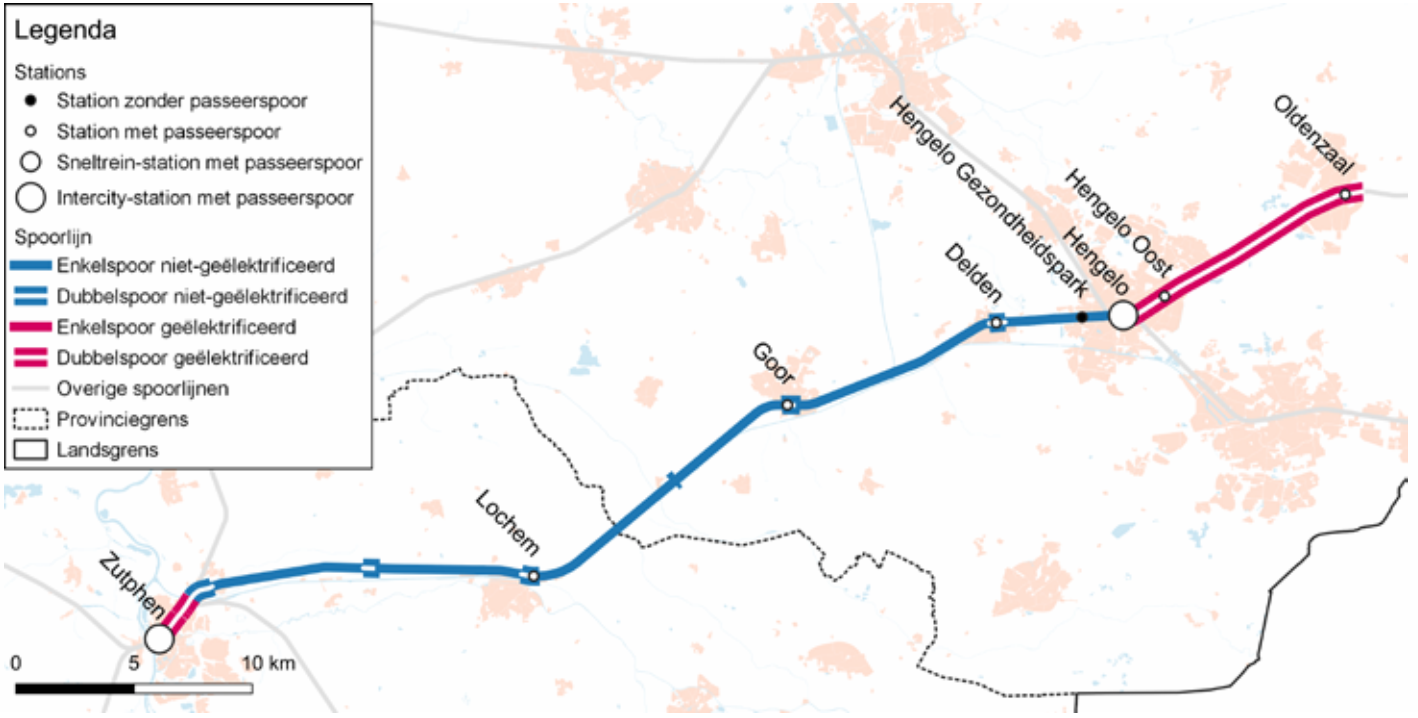 Legenda
Stations
Station zonder passeerspoor
Station met passeerspoor
Sneltrein-station met passeerspoor
Intercity-station met passeerspoor
Spoorlijn
Enkelspoor niet-geëlektrificeerd
Dubbelspoor niet-geëlektrificeerd
Enkelspoor geëlektrificeerd
Dubbelspoor geëlektrificeerd
Overige spoorlijnen
Provinciegrens
Landsgrens
Zutphen
Lochem
Goor
Delden
Hengelo Gezondheidspark
Hengelo
Hengelo Oost
Oldenzaal
0 5 10 km